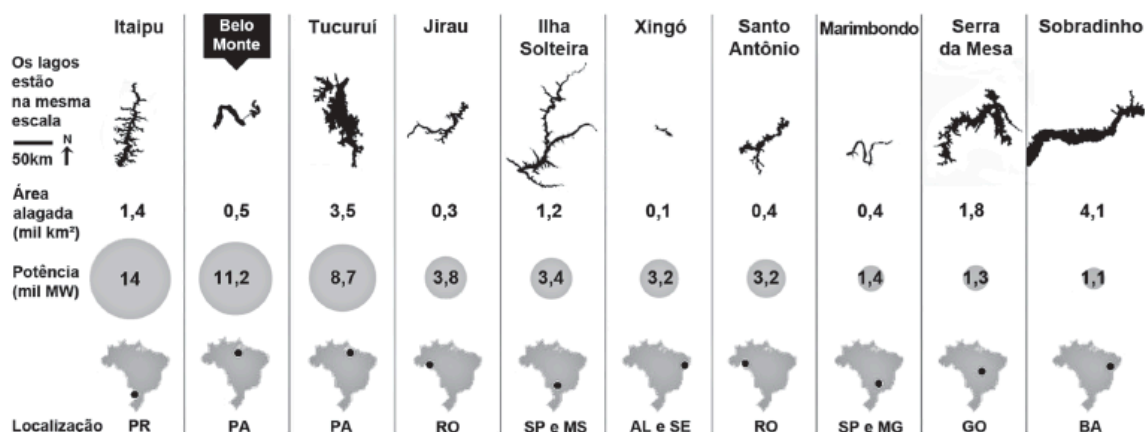 Itaipu Belo Monte Tucuruí Jirau Ilha Solteira Xingó Santo Antônio Marimbondo Serra da Mesa Sobradinho
Os lagos
estão
na mesma
escala
N
50km
Área
alagada
(mil km²)
1,4 0,5 3,5 0,3 1,2 0,1 0,4 0,4 1,8 4,1
Potência
(mil MW)
14 11,2 8,7 3,8 3,4 3,2 3,2 1,4 1,3 1,1
Localização PR PA PA RO SP e MS AL e SE RO SP e MG GO BA